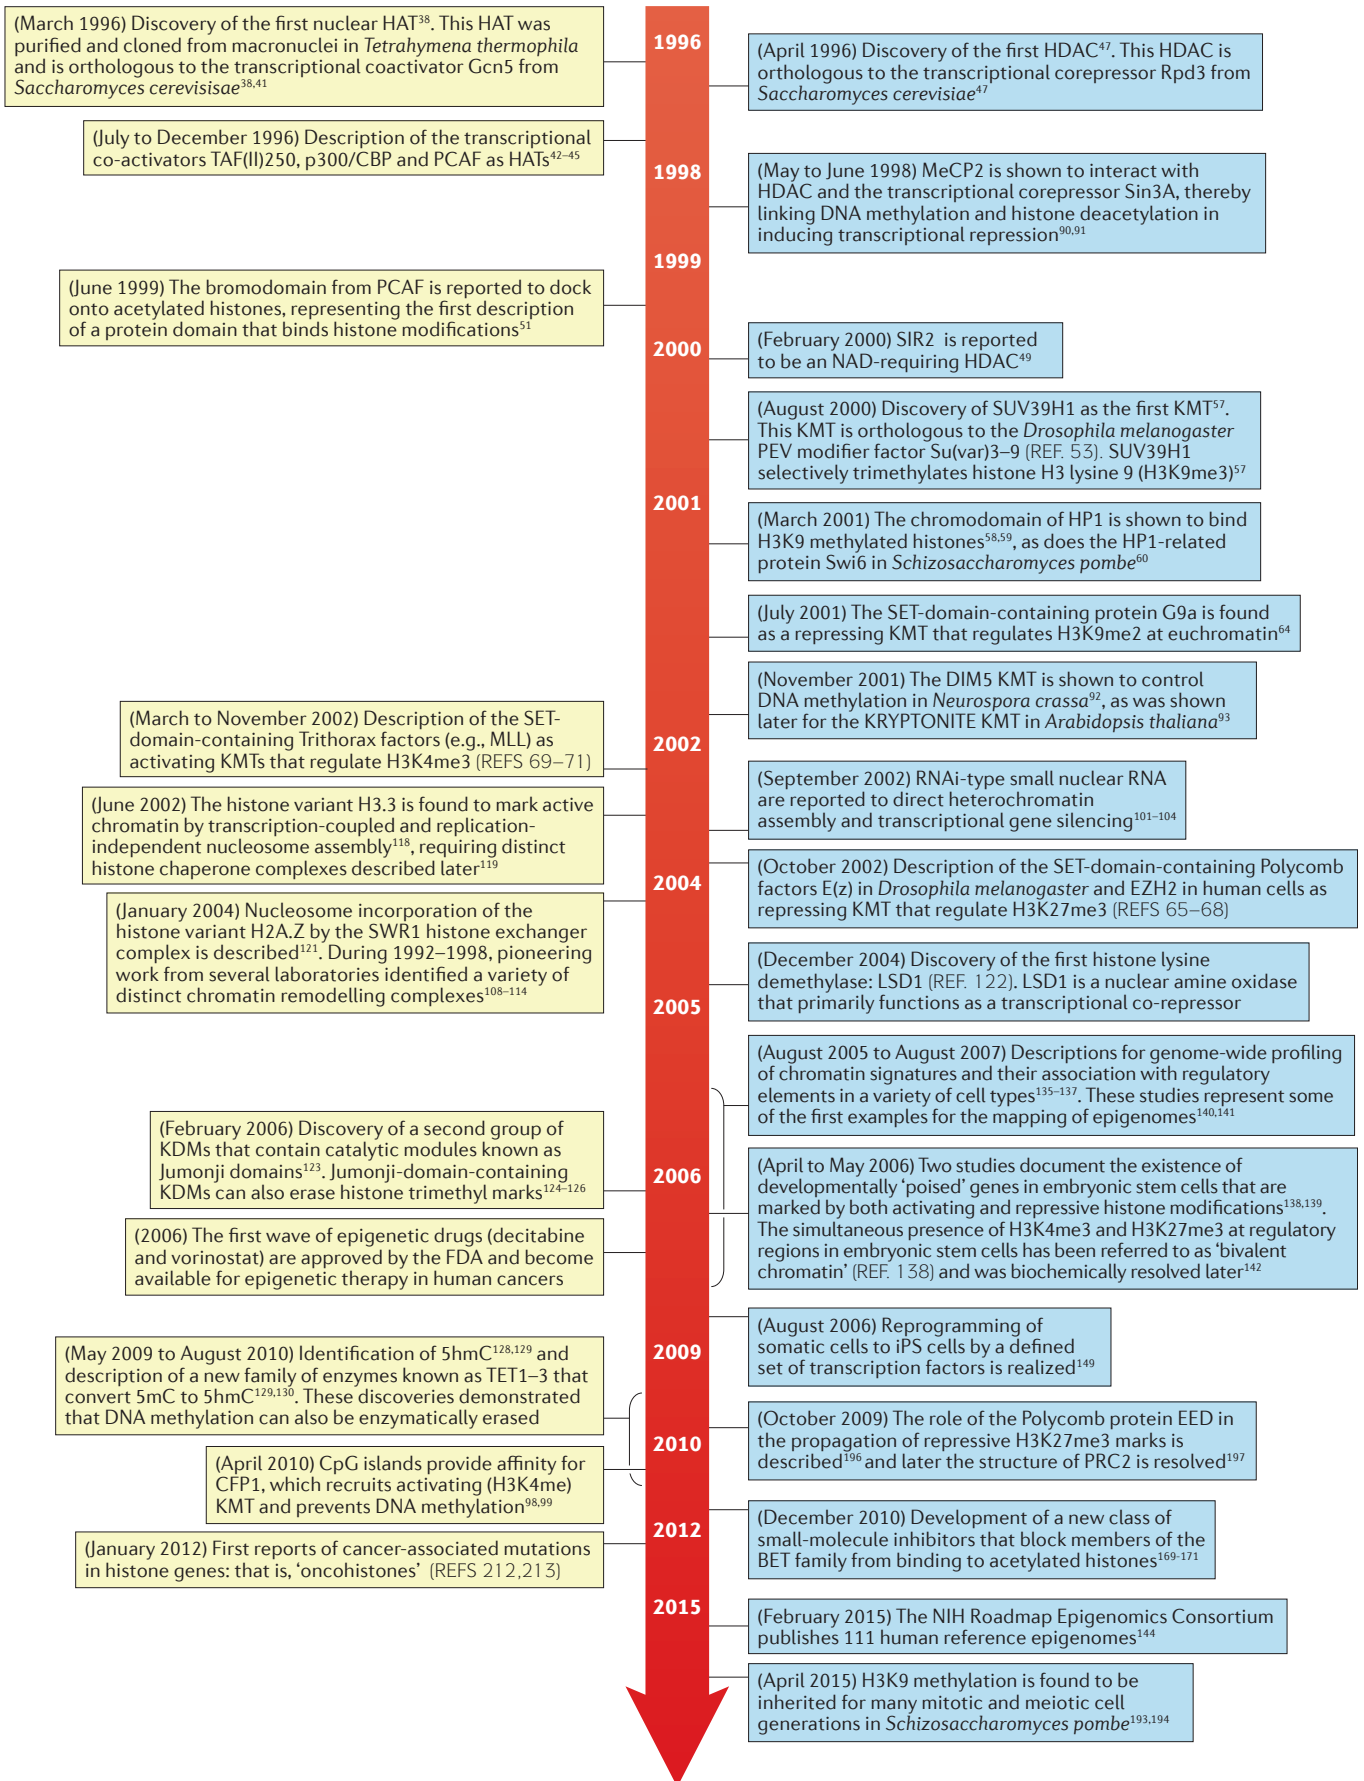 (March 1996) Discovery of the first nuclear HAT38. This HAT was
purified and cloned from macronuclei in Tetrahymena thermophila
and is orthologous to the transcriptional coactivator Gcn5 from
Saccharomyces cerevisisae38,41
1996
(April 1996) Discovery of the first HDAC47. This HDAC is
orthologous to the transcriptional corepressor Rpd3 from
Saccharomyces cerevisiae47
(July to December 1996) Description of the transcriptional
co-activators TAF(II)250, p300/CBP and PCAF as HATs42–45
1998
(May to June 1998) MeCP2 is shown to interact with
HDAC and the transcriptional corepressor Sin3A, thereby
linking DNA methylation and histone deacetylation in
inducing transcriptional repression90,91
1999
(June 1999) The bromodomain from PCAF is reported to dock
onto acetylated histones, representing the first description
of a protein domain that binds histone modifications51
2000
(February 2000) SIR2 is reported
to be an NAD-requiring HDAC49
(August 2000) Discovery of SUV39H1 as the first KMT57.
This KMT is orthologous to the Drosophila melanogaster
PEV modifier factor Su(var)3–9 (REF. 53). SUV39H1
selectively trimethylates histone H3 lysine 9 (H3K9me3)57
2001
(March 2001) The chromodomain of HP1 is shown to bind
H3K9 methylated histones58,59, as does the HP1-related
protein Swi6 in Schizosaccharomyces pombe60
(July 2001) The SET-domain-containing protein G9a is found
as a repressing KMT that regulates H3K9me2 at euchromatin64
(November 2001) The DIM5 KMT is shown to control
DNA methylation in Neurospora crassa92, as was shown
later for the KRYPTONITE KMT in Arabidopsis thaliana93
(March to November 2002) Description of the SET-
domain-containing Trithorax factors (e.g., MLL) as
activating KMTs that regulate H3K4me3 (REFS 69–71)
2002
(September 2002) RNAi-type small nuclear RNA
are reported to direct heterochromatin
assembly and transcriptional gene silencing101–104
(June 2002) The histone variant H3.3 is found to mark active
chromatin by transcription-coupled and replication-
independent nucleosome assembly118, requiring distinct
histone chaperone complexes described later119
(October 2002) Description of the SET-domain-containing Polycomb
factors E(z) in Drosophila melanogaster and EZH2 in human cells as
repressing KMT that regulate H3K27me3 (REFS 65–68)
2004
(January 2004) Nucleosome incorporation of the
histone variant H2A.Z by the SWR1 histone exchanger
complex is described121. During 1992–1998, pioneering
work from several laboratories identified a variety of
distinct chromatin remodelling complexes108–114
(December 2004) Discovery of the first histone lysine
demethylase: LSD1 (REF. 122). LSD1 is a nuclear amine oxidase
that primarily functions as a transcriptional co-repressor
2005
(August 2005 to August 2007) Descriptions for genome-wide profiling
of chromatin signatures and their association with regulatory
elements in a variety of cell types135–137. These studies represent some
of the first examples for the mapping of epigenomes140,141
(February 2006) Discovery of a second group of
KDMs that contain catalytic modules known as
Jumonji domains123. Jumonji-domain-containing
KDMs can also erase histone trimethyl marks124–126
2006
(April to May 2006) Two studies document the existence of
developmentally ‘poised’ genes in embryonic stem cells that are
marked by both activating and repressive histone modifications138,139.
The simultaneous presence of H3K4me3 and H3K27me3 at regulatory
regions in embryonic stem cells has been referred to as ‘bivalent
chromatin’ (REF. 138) and was biochemically resolved later142
(2006) The first wave of epigenetic drugs (decitabine
and vorinostat) are approved by the FDA and become
available for epigenetic therapy in human cancers
(August 2006) Reprogramming of
somatic cells to iPS cells by a defined
set of transcription factors is realized149
2009
(May 2009 to August 2010) Identification of 5hmC128,129 and
description of a new family of enzymes known as TET1–3 that
convert 5mC to 5hmC129,130. These discoveries demonstrated
that DNA methylation can also be enzymatically erased
(October 2009) The role of the Polycomb protein EED in
the propagation of repressive H3K27me3 marks is
described196 and later the structure of PRC2 is resolved197
2010
(April 2010) CpG islands provide affinity for
CFP1, which recruits activating (H3K4me)
KMT and prevents DNA methylation98,99
(December 2010) Development of a new class of
small-molecule inhibitors that block members of the
BET family from binding to acetylated histones169-171
2012
(January 2012) First reports of cancer-associated mutations
in histone genes: that is, ‘oncohistones’ (REFS 212,213)
2015
(February 2015) The NIH Roadmap Epigenomics Consortium
publishes 111 human reference epigenomes144
(April 2015) H3K9 methylation is found to be
inherited for many mitotic and meiotic cell
generations in Schizosaccharomyces pombe193,194